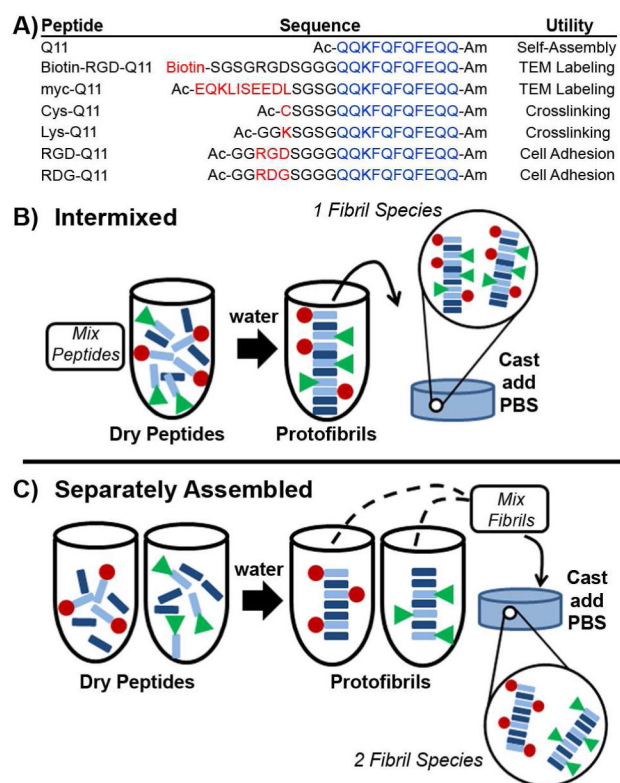 A) Peptide Sequence Utility
Q11 Ac-QQKFQFQFEQQ-Am Self-Assembly
Biotin-RGD-Q11 Biotin-SGSGRGDSGGGQQKFQFQFEQQ-Am TEM Labeling
myc-Q11 Ac-EQKLISEEDLSGSGQQKFQFQFEQQ-Am TEM Labeling
Cys-Q11 Ac-CSGSGQQKFQFQFEQQ-Am Crosslinking
Lys-Q11 Ac-GGKSGSGQQKFQFQFEQQ-Am Crosslinking
RGD-Q11 Ac-GGRGDSGGGQQKFQFQFEQQ-Am Cell Adhesion
RDG-Q11 Ac-GGRDGSGGGQQKFQFQFEQQ-Am Cell Adhesion
B) Intermixed
1 Fibril Species
Mix
Peptides
water
Cast
add
PBS
Dry Peptides
Protofibrils
C) Separately Assembled
Mix
Fibrils
water
Cast
add
PBS
Dry Peptides
Protofibrils
2 Fibril Species